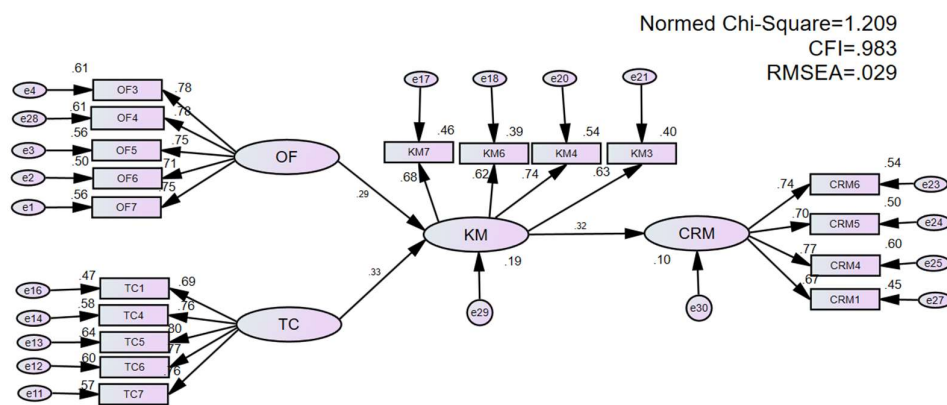 Normed Chi-Square=1.209
CFI=.983
RMSEA=.029
e4
.61
OF3
.78
e28
.61
OF4
.78
e3
.56
OF5
.75
e2
.50
OF6
.71
e1
.56
OF7
.75
OF
e17
e18
e20
e21
.46
.39
.54
.40
KM7
KM6
KM4
KM3
.68
.62
.74
.63
.29
KM
.19
.32
CRM
.10
.33
e29
e30
.74
CRM6
.54
e23
.70
CRM5
.50
e24
.77
CRM4
.60
e25
.67
CRM1
.45
e27
e16
.47
TC1
.69
e14
.58
TC4
.76
e13
.64
TC5
.80
e12
.60
TC6
.77
e11
.57
TC7
.76
TC